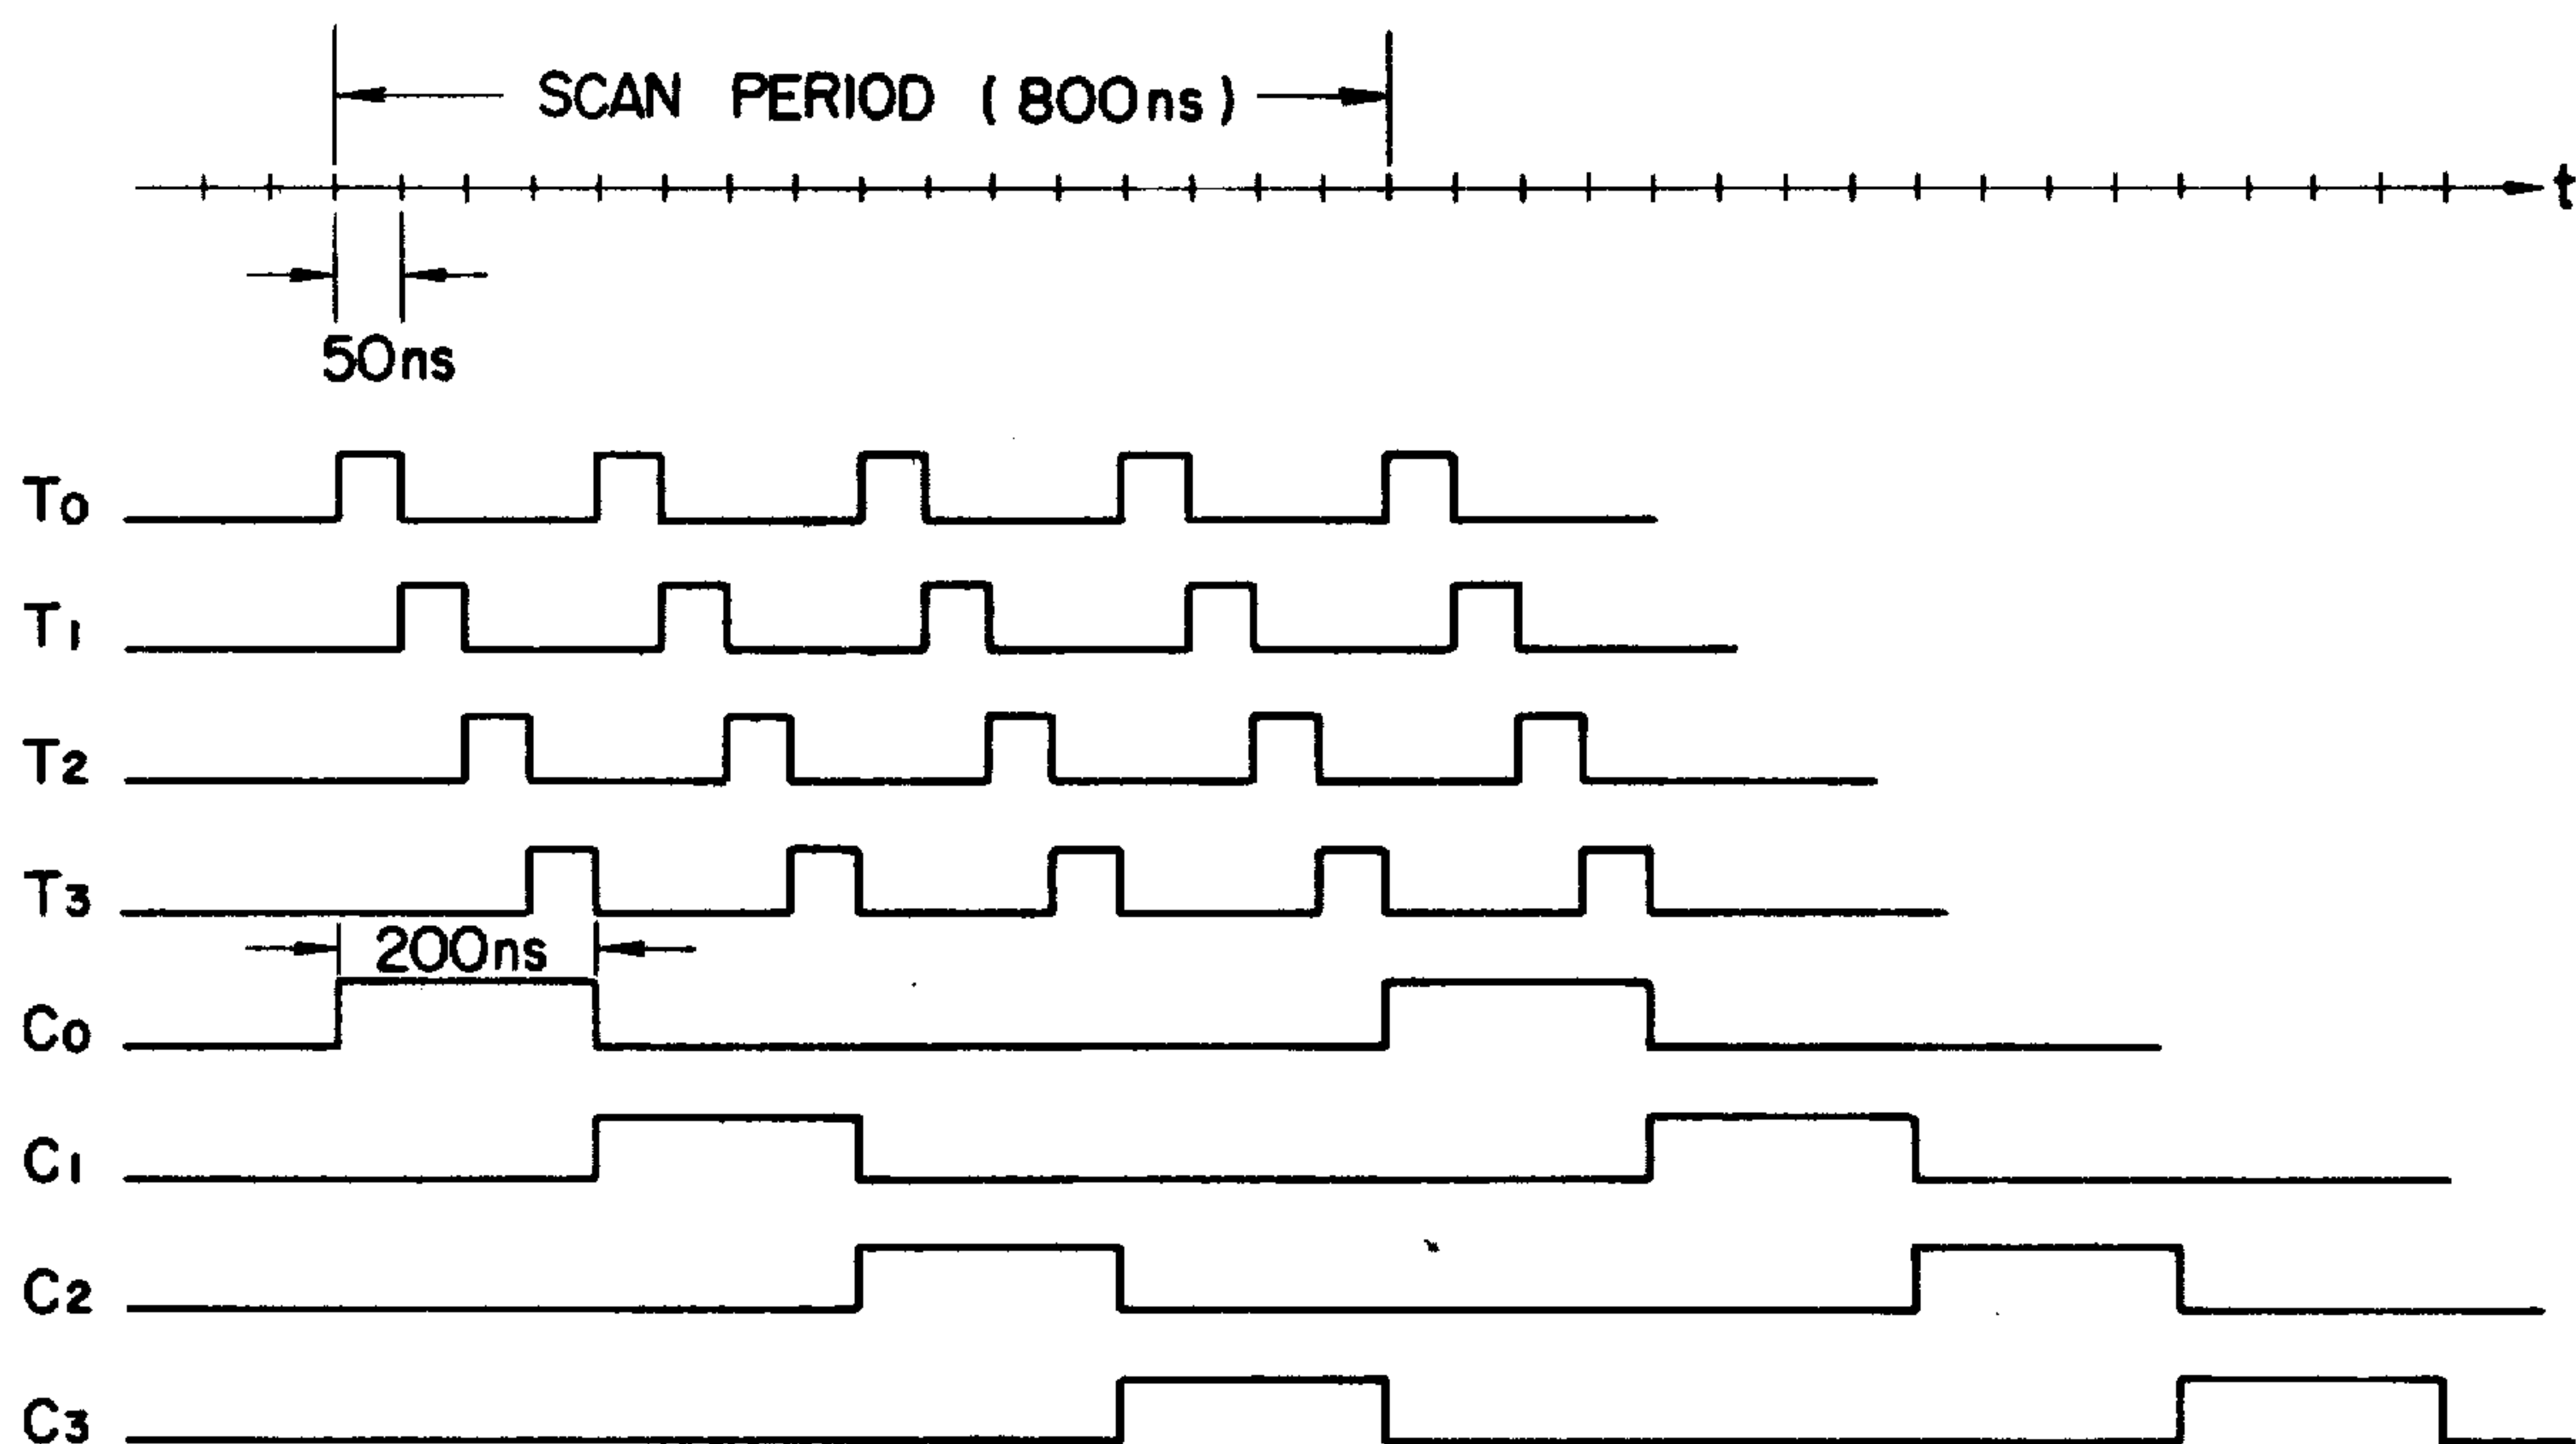 SCAN PERIOD (800ns)
t
50ns
T0
T1
T2
T3
200ns
C0
C1
C2
C3